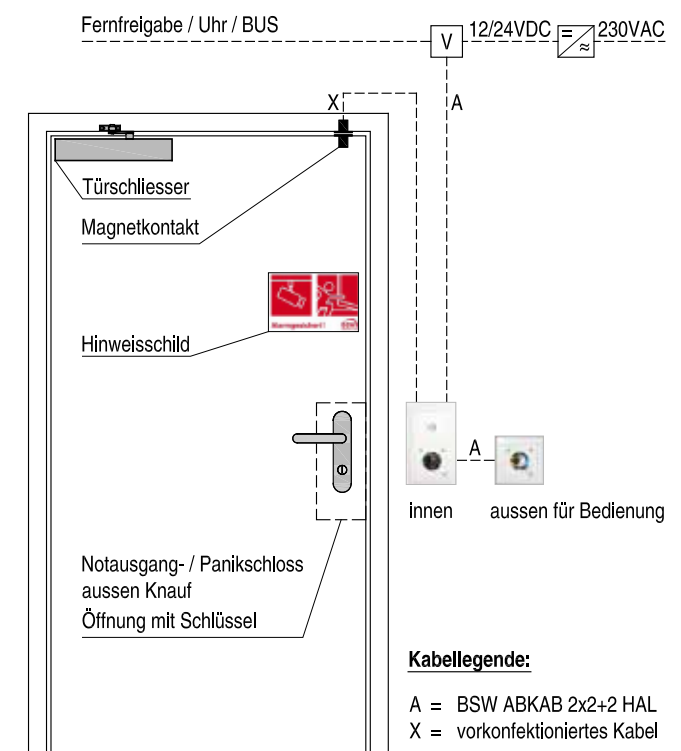 Fernfreigabe / Uhr / BUS
V
12/24VDC
= ≈
230VAC
X
A
Türschliesser
Magnetkontakt
Alarmgesichert!
Hinweisschild
A
innen
aussen für Bedienung
Notausgang- / Panikschloss
aussen Knauf
Öffnung mit Schlüssel
Kabellegende:
A = BSW ABKAB 2x2+2 HAL
X = vorkonfektioniertes Kabel